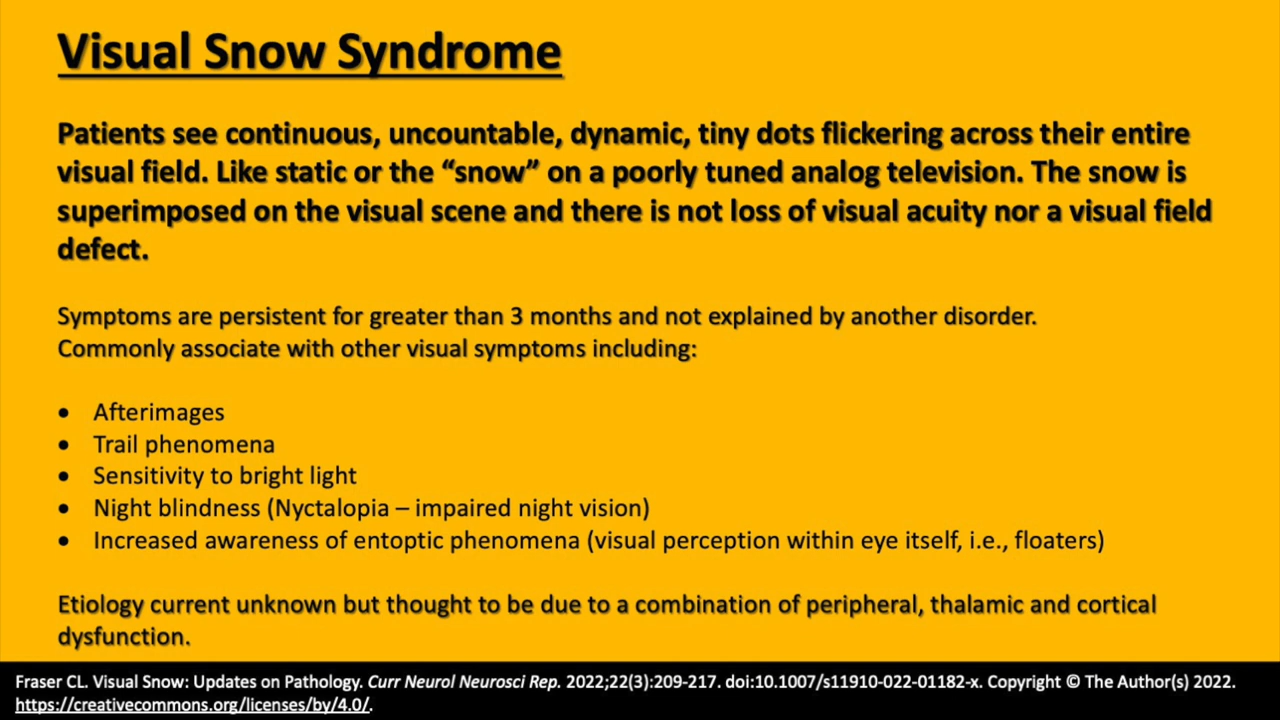 Visual Snow Syndrome
Patients see continuous, uncountable, dynamic, tiny dots flickering across their entire
visual field. Like static or the “snow” on a poorly tuned analog television. The snow is
superimposed on the visual scene and there is not loss of visual acuity nor a visual field
defect.
Symptoms are persistent for greater than 3 months and not explained by another disorder.
Commonly associate with other visual symptoms including:
• Afterimages
• Trail phenomena
• Sensitivity to bright light
• Night blindness (Nyctalopia – impaired night vision)
• Increased awareness of entoptic phenomena (visual perception within eye itself, i.e., floaters)
Etiology current unknown but thought to be due to a combination of peripheral, thalamic and cortical
dysfunction.
Fraser CL. Visual Snow: Updates on Pathology. Curr Neurol Neurosci Rep. 2022;22(3):209-217. doi:10.1007/s11910-022-01182-x. Copyright © The Author(s) 2022.
https://creativecommons.org/licenses/by/4.0/.